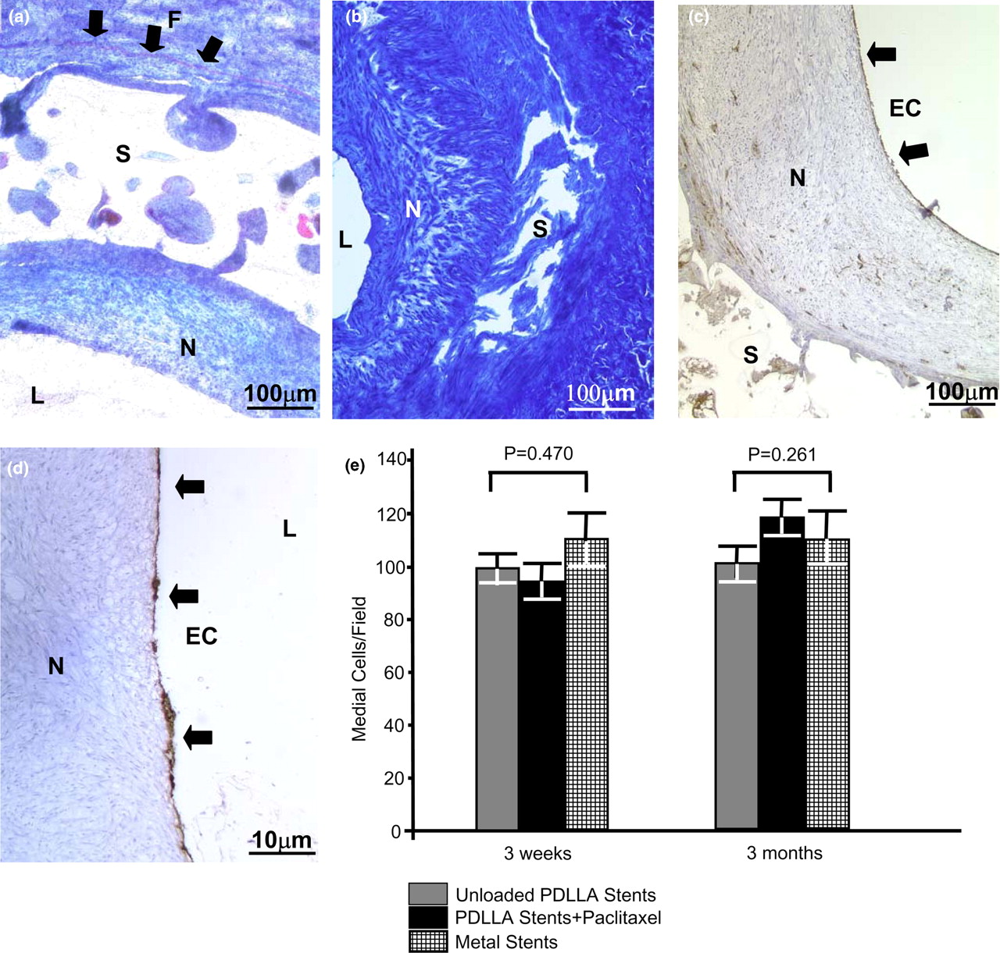 (a)
F
S
N
L
100μm
(b)
N
L
S
100μm
(c)
EC
N
S
100μm
(d)
L
EC
N
10μm
(e)
P=0.470
P=0.261
Medial Cells/Field
140
120
100
80
60
40
20
0
3 weeks
3 months
Unloaded PDLLA Stents
PDLLA Stents+Paclitaxel
Metal Stents